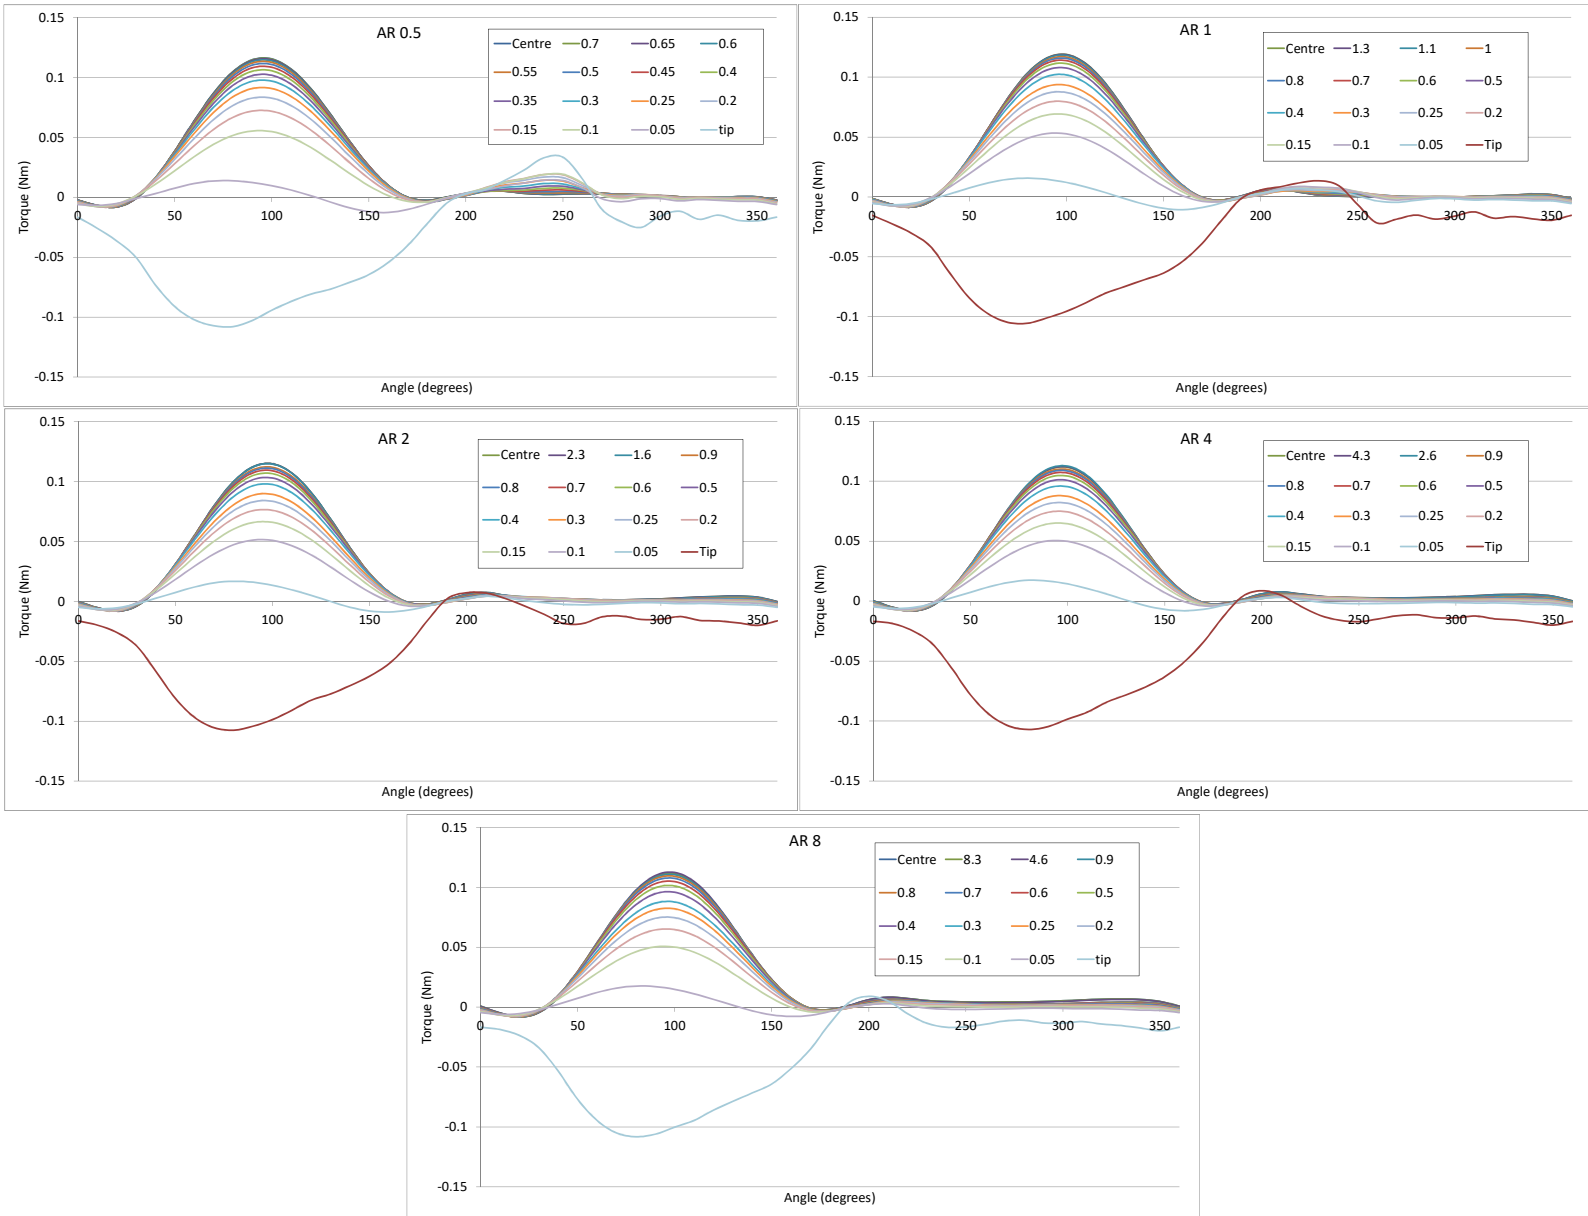 AR 0.5
0.15
0.1
0.05
0
-0.05
-0.1
-0.15
Torque (Nm)
0 50 100 150 200 250 300 350
Angle (degrees)
Centre 0.7 0.65 0.6
0.55 0.5 0.45 0.4
0.35 0.3 0.25 0.2
0.15 0.1 0.05 tip
AR 1
0.15
0.1
0.05
0
-0.05
-0.1
-0.15
Torque (Nm)
0 50 100 150 200 250 300 350
Angle (degrees)
Centre 1.3 1.1 1
0.8 0.7 0.6 0.5
0.4 0.3 0.25 0.2
0.15 0.1 0.05 Tip
AR 2
0.15
0.1
0.05
0
-0.05
-0.1
-0.15
Torque (Nm)
0 50 100 150 200 250 300 350
Angle (degrees)
Centre 2.3 1.6 0.9
0.8 0.7 0.6 0.5
0.4 0.3 0.25 0.2
0.15 0.1 0.05 Tip
AR 4
0.15
0.1
0.05
0
-0.05
-0.1
-0.15
Torque (Nm)
0 50 100 150 200 250 300 350
Angle (degrees)
Centre 4.3 2.6 0.9
0.8 0.7 0.6 0.5
0.4 0.3 0.25 0.2
0.15 0.1 0.05 Tip
AR 8
0.15
0.1
0.05
0
-0.05
-0.1
-0.15
Torque (Nm)
0 50 100 150 200 250 300 350
Angle (degrees)
Centre 8.3 4.6 0.9
0.8 0.7 0.6 0.5
0.4 0.3 0.25 0.2
0.15 0.1 0.05 tip